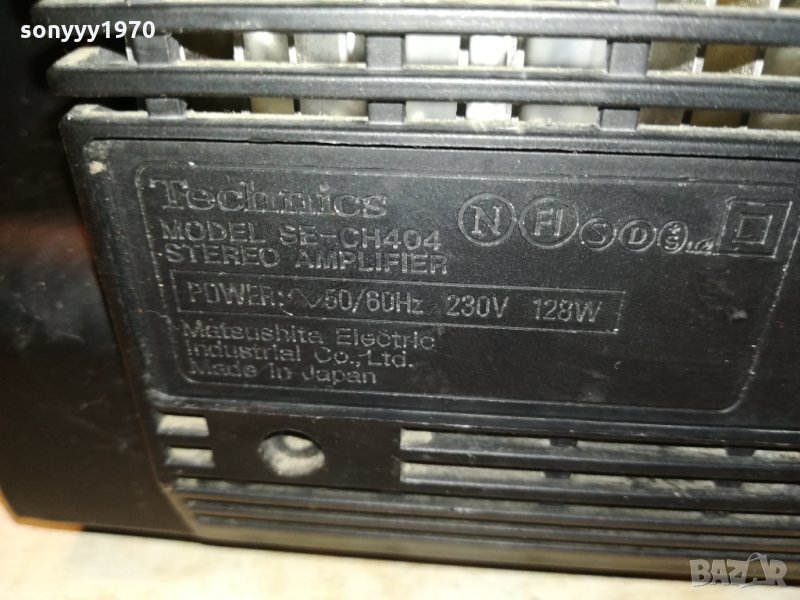 sonyyy1970
Technics
MODEL SE-CH404
STEREO AMPLIFIER
N FI S D S
POWER: ∿50/60Hz 230V 128W
Matsushita Electric
Industrial Co., Ltd.
Made in Japan
BAZAR